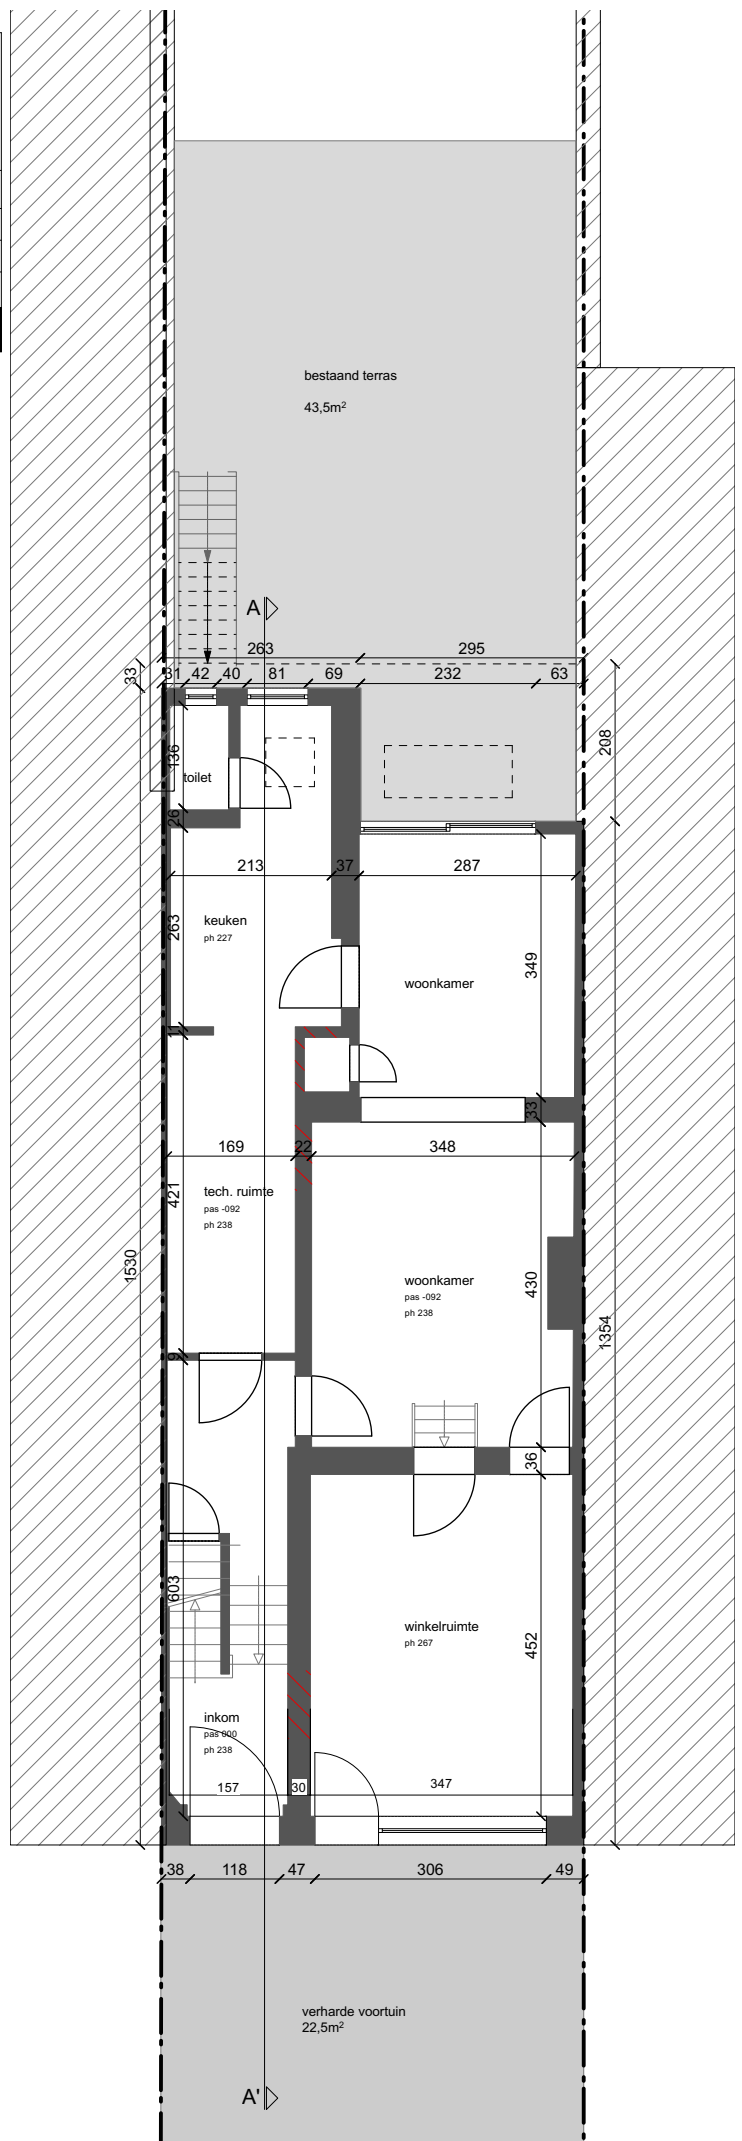 bestaand terras
43,5m²
A
263 295
33
31 42 40 81 69 232 63
208
136
toilet
26
213 37 287
263
keuken
ph 227
349
woonkamer
11
33
169 22 348
421
tech. ruimte
pas -092
ph 238
1530
430
woonkamer
pas -092
ph 238
1354
9
36
603
winkelruimte
ph 267
452
inkom
pas 000
ph 238
157 30 347
38 118 47 306 49
verharde voortuin
22,5m²
A'